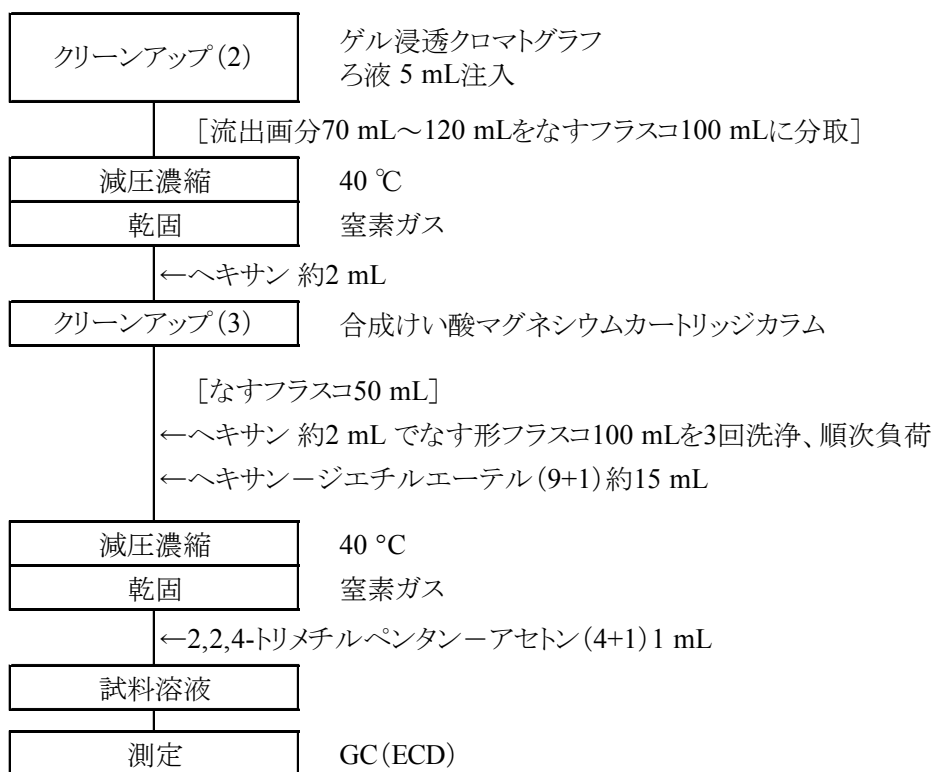 クリーンアップ(2) ゲル浸透クロマトグラフ
ろ液 5 mL注入
[流出画分70 mL～120 mLをなすフラスコ100 mLに分取]
減圧濃縮 40 ℃
乾固 窒素ガス
←ヘキサン 約2 mL
クリーンアップ(3) 合成けい酸マグネシウムカートリッジカラム
[なすフラスコ50 mL]
←ヘキサン 約2 mL でなす形フラスコ100 mLを3回洗浄、順次負荷
←ヘキサン－ジエチルエーテル(9+1)約15 mL
減圧濃縮 40 °C
乾固 窒素ガス
←2,2,4-トリメチルペンタン－アセトン(4+1)1 mL
試料溶液
測定 GC(ECD)